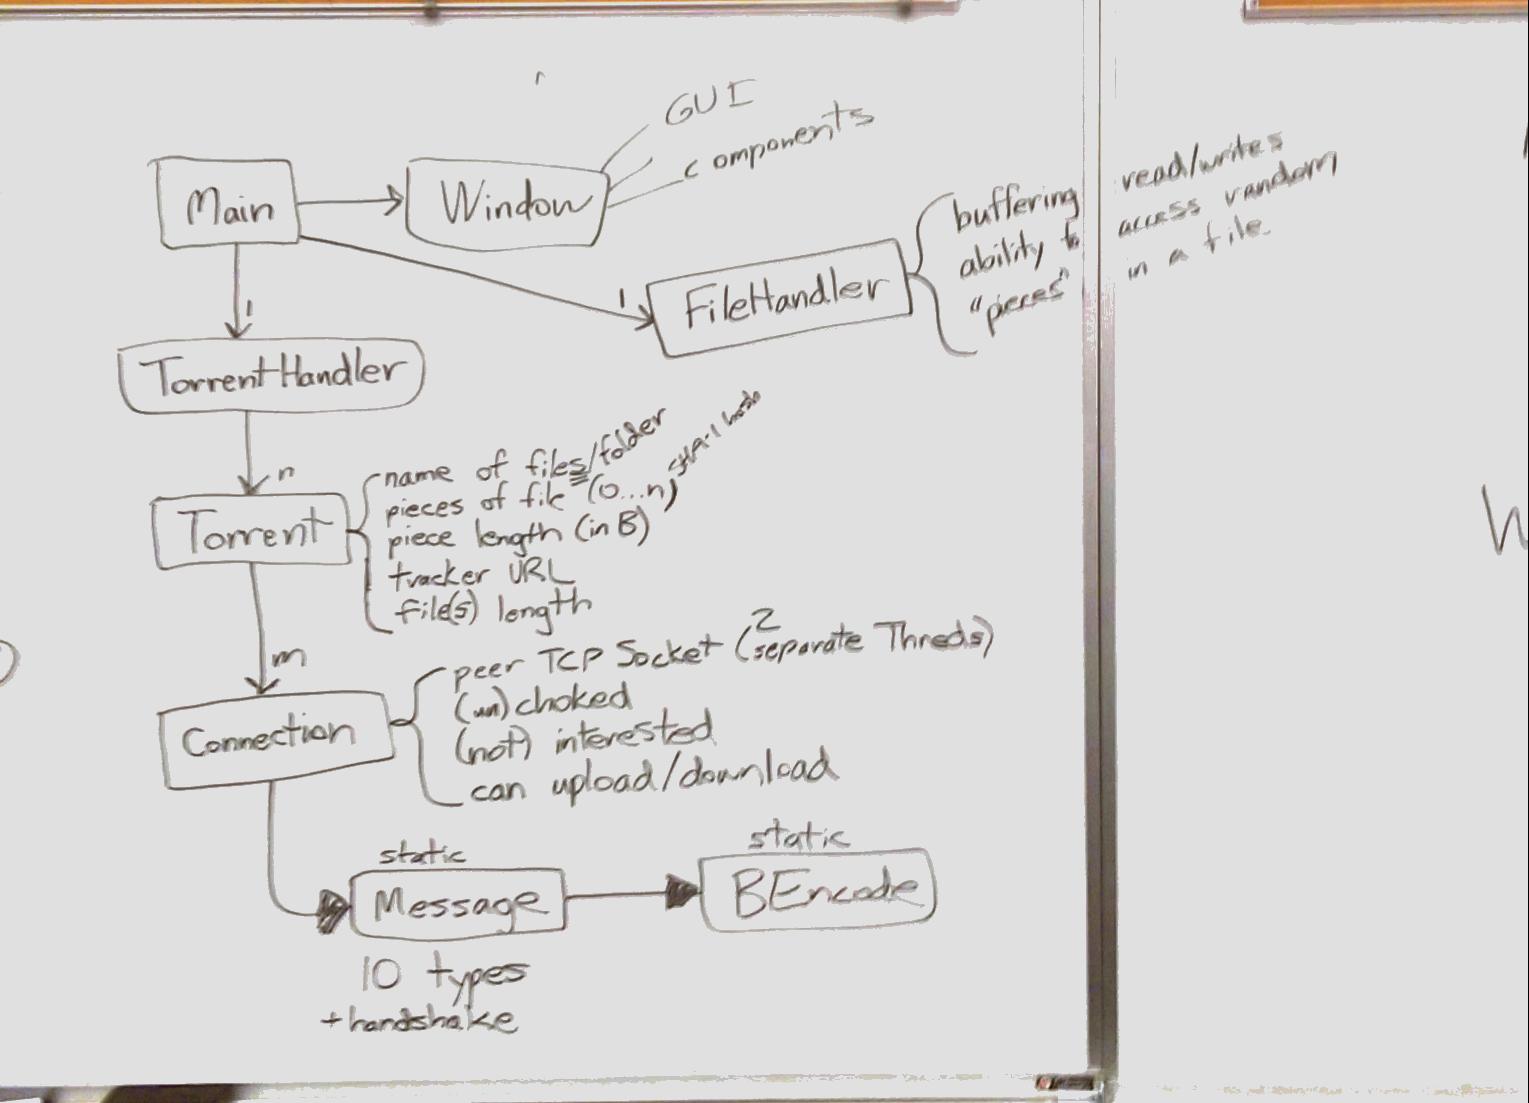 GUI
components
Main
Window
buffering read/writes
ability to access random
"pieces" in a file.
1
1
FileHandler
TorrentHandler
n
Torrent
name of files/folder
pieces of file (0...n) SHA-1 hash
piece length (in B)
tracker URL
file(s) length
m
Connection
peer TCP Socket (2 separate Threds)
(un)choked
(not) interested
can upload/download
static
Message
static
BEncode
10 types
+handshake